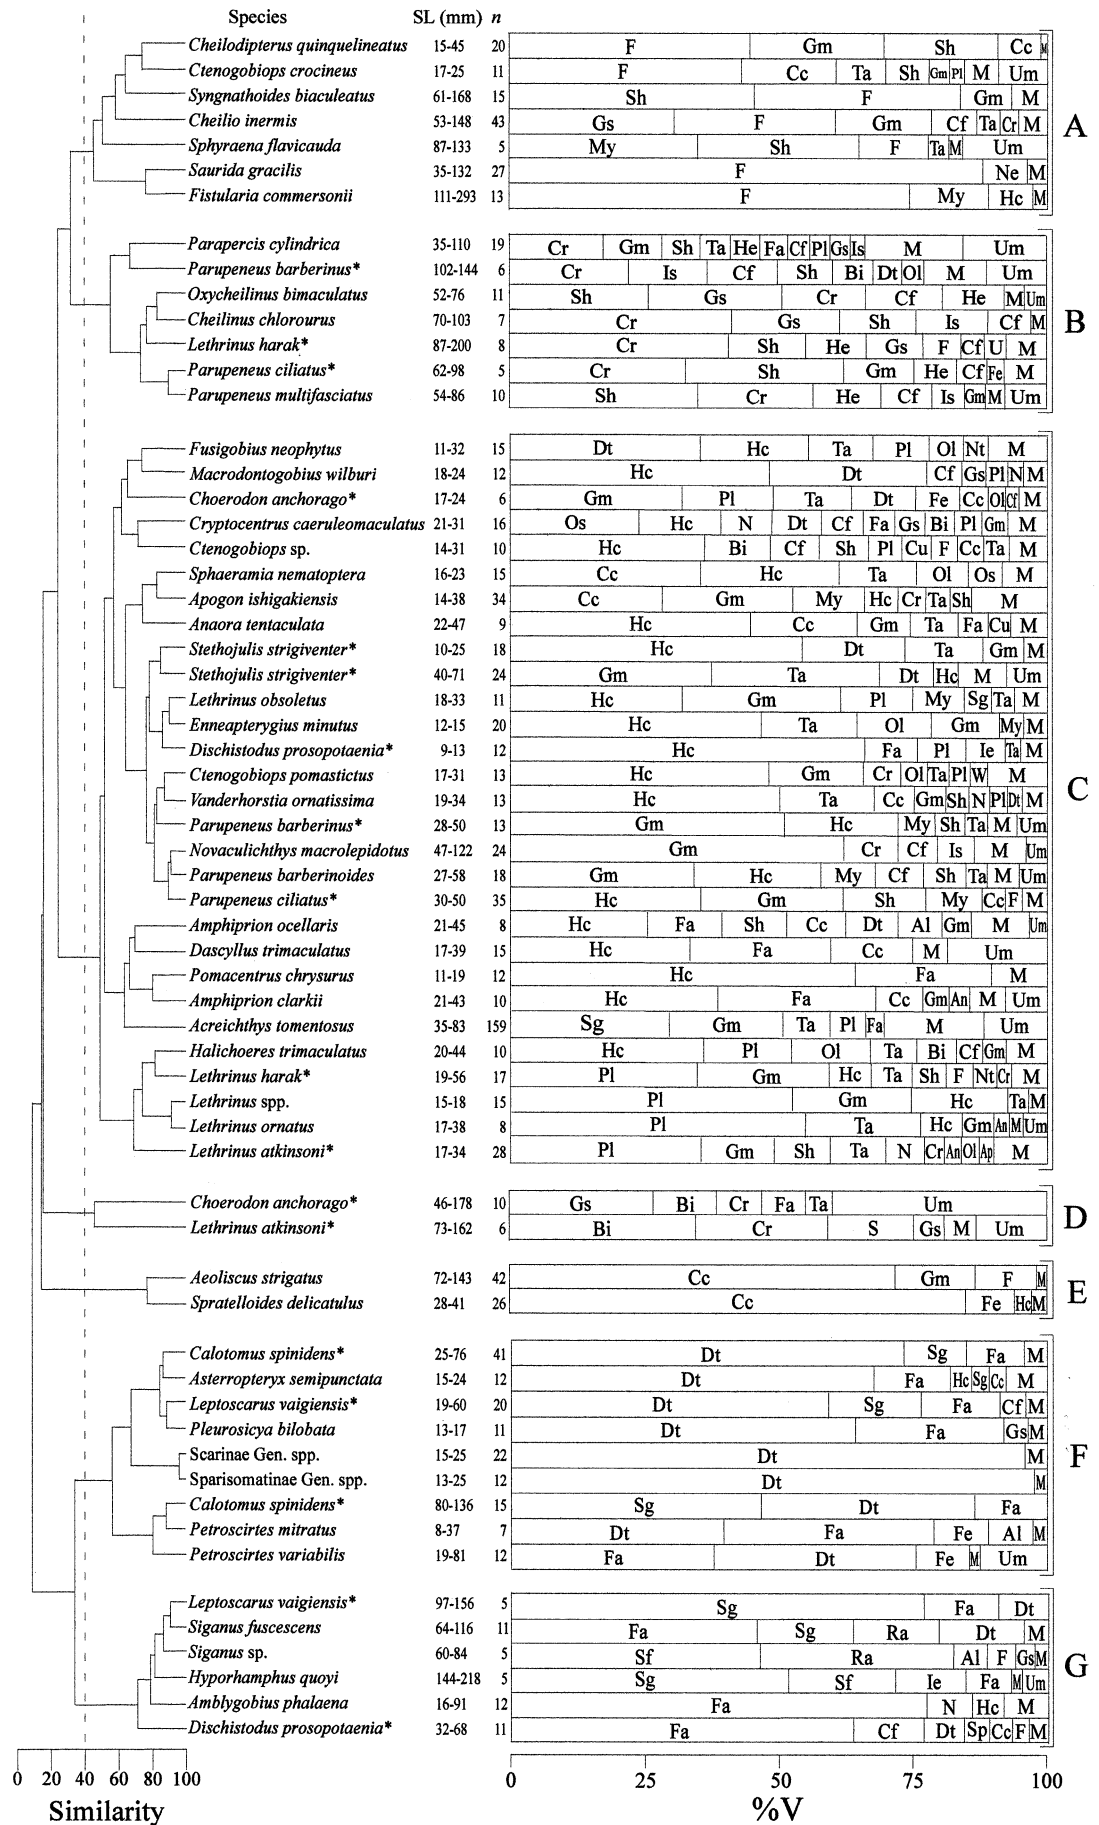 Species SL (mm) n
Cheilodipterus quinquelineatus 15-45 20 F Gm Sh Cc M
Ctenogobiops crocineus 17-25 11 F Cc Ta Sh Gm Pl M Um
Syngnathoides biaculeatus 61-168 15 Sh F Gm M
Cheilio inermis 53-148 43 Gs F Gm Cf Ta Cr M
Sphyraena flavicauda 87-133 5 My Sh F Ta M Um
Saurida gracilis 35-132 27 F Ne M
Fistularia commersonii 111-293 13 F My Hc M
A
Parapercis cylindrica 35-110 19 Cr Gm Sh Ta He Fa Cf Pl Gs Is M Um
Parupeneus barberinus* 102-144 6 Cr Is Cf Sh Bi Dt Ol M Um
Oxycheilinus bimaculatus 52-76 11 Sh Gs Cr Cf He M Um
Cheilinus chlorourus 70-103 7 Cr Gs Sh Is Cf M
Lethrinus harak* 87-200 8 Cr Sh He Gs F Cf U M
Parupeneus ciliatus* 62-98 5 Cr Sh Gm He Cf Fe M
Parupeneus multifasciatus 54-86 10 Sh Cr He Cf Is Gm M Um
B
Fusigobius neophytus 11-32 15 Dt Hc Ta Pl Ol Nt M
Macrodontogobius wilburi 18-24 12 Hc Dt Cf Gs Pl N M
Choerodon anchorago* 17-24 6 Gm Pl Ta Dt Fe Cc Ol Cf M
Cryptocentrus caeruleomaculatus 21-31 16 Os Hc N Dt Cf Fa Gs Bi Pl Gm M
Ctenogobiops sp. 14-31 10 Hc Bi Cf Sh Pl Cu F Cc Ta M
Sphaeramia nematoptera 16-23 15 Cc Hc Ta Ol Os M
Apogon ishigakiensis 14-38 34 Cc Gm My Hc Cr Ta Sh M
Anaora tentaculata 22-47 9 Hc Cc Gm Ta Fa Cu M
Stethojulis strigiventer* 10-25 18 Hc Dt Ta Gm M
Stethojulis strigiventer* 40-71 24 Gm Ta Dt Hc M Um
Lethrinus obsoletus 18-33 11 Hc Gm Pl My Sg Ta M
Enneapterygius minutus 12-15 20 Hc Ta Ol Gm My M
Dischistodus prosopotaenia* 9-13 12 Hc Fa Pl Ie Ta M
Ctenogobiops pomastictus 17-31 13 Hc Gm Cr Ol Ta Pl W M
Vanderhorstia ornatissima 19-34 13 Hc Ta Cc Gm Sh N Pl Dt M
Parupeneus barberinus* 28-50 13 Gm Hc My Sh Ta M Um
Novaculichthys macrolepidotus 47-122 24 Gm Cr Cf Is M Um
Parupeneus barberinoides 27-58 18 Gm Hc My Cf Sh Ta M Um
Parupeneus ciliatus* 30-50 35 Hc Gm Sh My Cc F M
Amphiprion ocellaris 21-45 8 Hc Fa Sh Cc Dt Al Gm M Um
Dascyllus trimaculatus 17-39 15 Hc Fa Cc M Um
Pomacentrus chrysurus 11-19 12 Hc Fa M
Amphiprion clarkii 21-43 10 Hc Fa Cc Gm An M Um
Acreichthys tomentosus 35-83 159 Sg Gm Ta Pl Fa M Um
Halichoeres trimaculatus 20-44 10 Hc Pl Ol Ta Bi Cf Gm M
Lethrinus harak* 19-56 17 Pl Gm Hc Ta Sh F Nt Cr M
Lethrinus spp. 15-18 15 Pl Gm Hc Ta M
Lethrinus ornatus 17-38 8 Pl Ta Hc Gm An M Um
Lethrinus atkinsoni* 17-34 28 Pl Gm Sh Ta N Cr An Ol Ap M
C
Choerodon anchorago* 46-178 10 Gs Bi Cr Fa Ta Um
Lethrinus atkinsoni* 73-162 6 Bi Cr S Gs M Um
D
Aeoliscus strigatus 72-143 42 Cc Gm F M
Spratelloides delicatulus 28-41 26 Cc Fe Hc M
E
Calotomus spinidens* 25-76 41 Dt Sg Fa M
Asterropteryx semipunctata 15-24 12 Dt Fa Hc Sg Cc M
Leptoscarus vaigiensis* 19-60 20 Dt Sg Fa Cf M
Pleurosicya bilobata 13-17 11 Dt Fa Gs M
Scarinae Gen. spp. 15-25 22 Dt M
Sparisomatinae Gen. spp. 13-25 12 Dt M
Calotomus spinidens* 80-136 15 Sg Dt Fa
Petroscirtes mitratus 8-37 7 Dt Fa Fe Al M
Petroscirtes variabilis 19-81 12 Fa Dt Fe M Um
F
Leptoscarus vaigiensis* 97-156 5 Sg Fa Dt
Siganus fuscescens 64-116 11 Fa Sg Ra Dt M
Siganus sp. 60-84 5 Sf Ra Al F Gs M
Hyporhamphus quoyi 144-218 5 Sg Sf Ie Fa M Um
Amblygobius phalaena 16-91 12 Fa N Hc M
Dischistodus prosopotaenia* 32-68 11 Fa Cf Dt Sp Cc F M
G
0 20 40 60 80 100
Similarity
0 25 50 75 100
%V